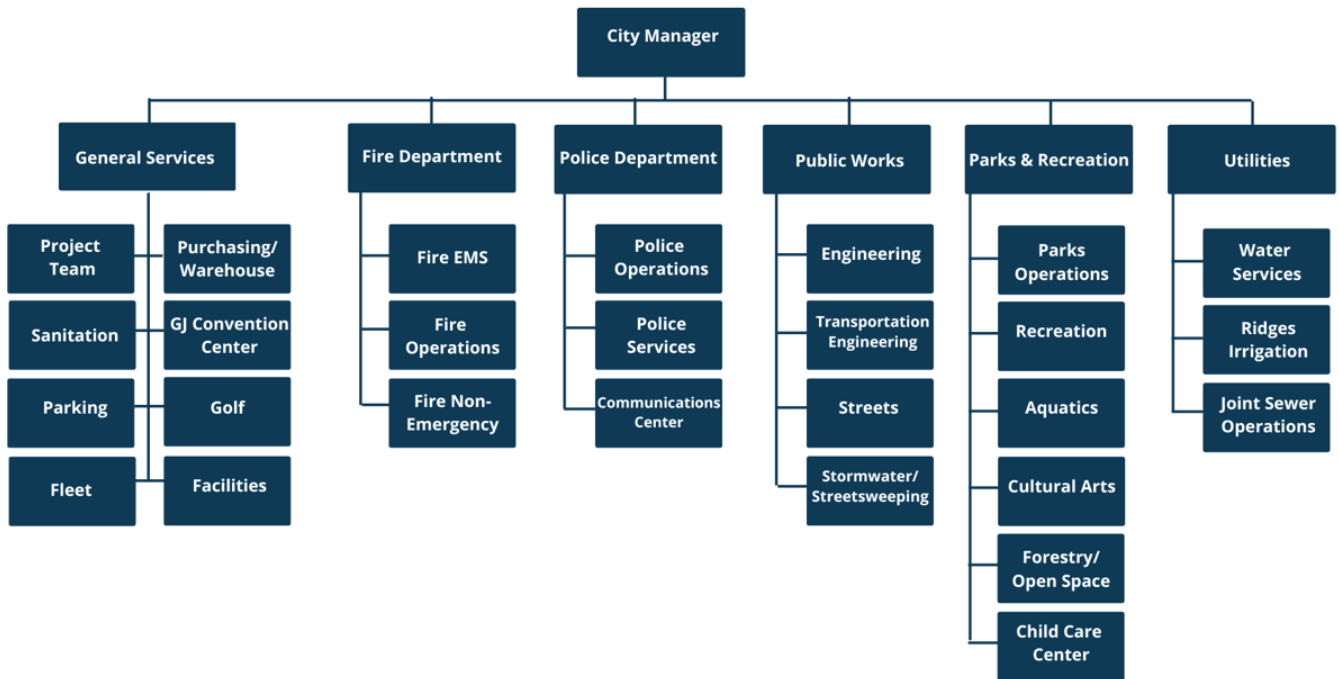 City Manager
General Services
Fire Department
Police Department
Public Works
Parks & Recreation
Utilities
Project
Team
Purchasing/
Warehouse
Sanitation
GJ Convention
Center
Parking
Golf
Fleet
Facilities
Fire EMS
Fire
Operations
Fire Non-
Emergency
Police
Operations
Police
Services
Communications
Center
Engineering
Transportation
Engineering
Streets
Stormwater/
Streetsweeping
Parks
Operations
Recreation
Aquatics
Cultural Arts
Forestry/
Open Space
Child Care
Center
Water
Services
Ridges
Irrigation
Joint Sewer
Operations